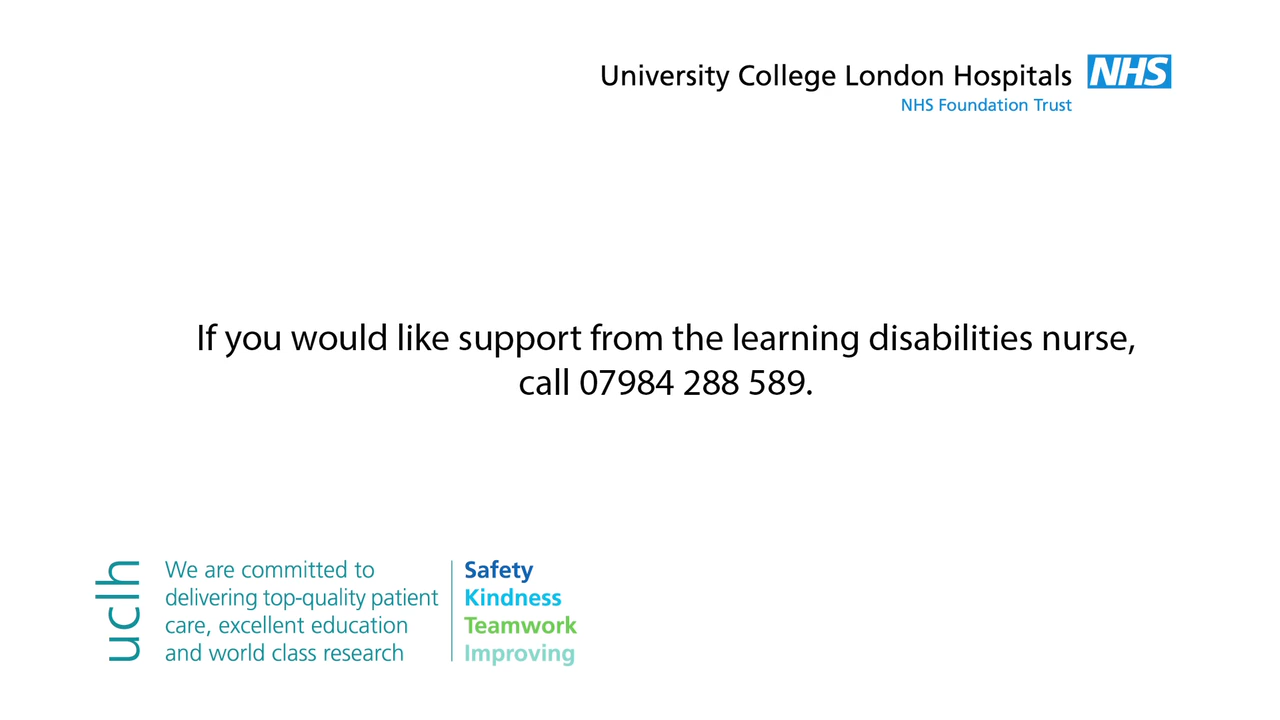 University College London Hospitals NHS
NHS Foundation Trust
If you would like support from the learning disabilities nurse,
call 07984 288 589.
uclh
We are committed to
delivering top-quality patient
care, excellent education
and world class research
Safety
Kindness
Teamwork
Improving